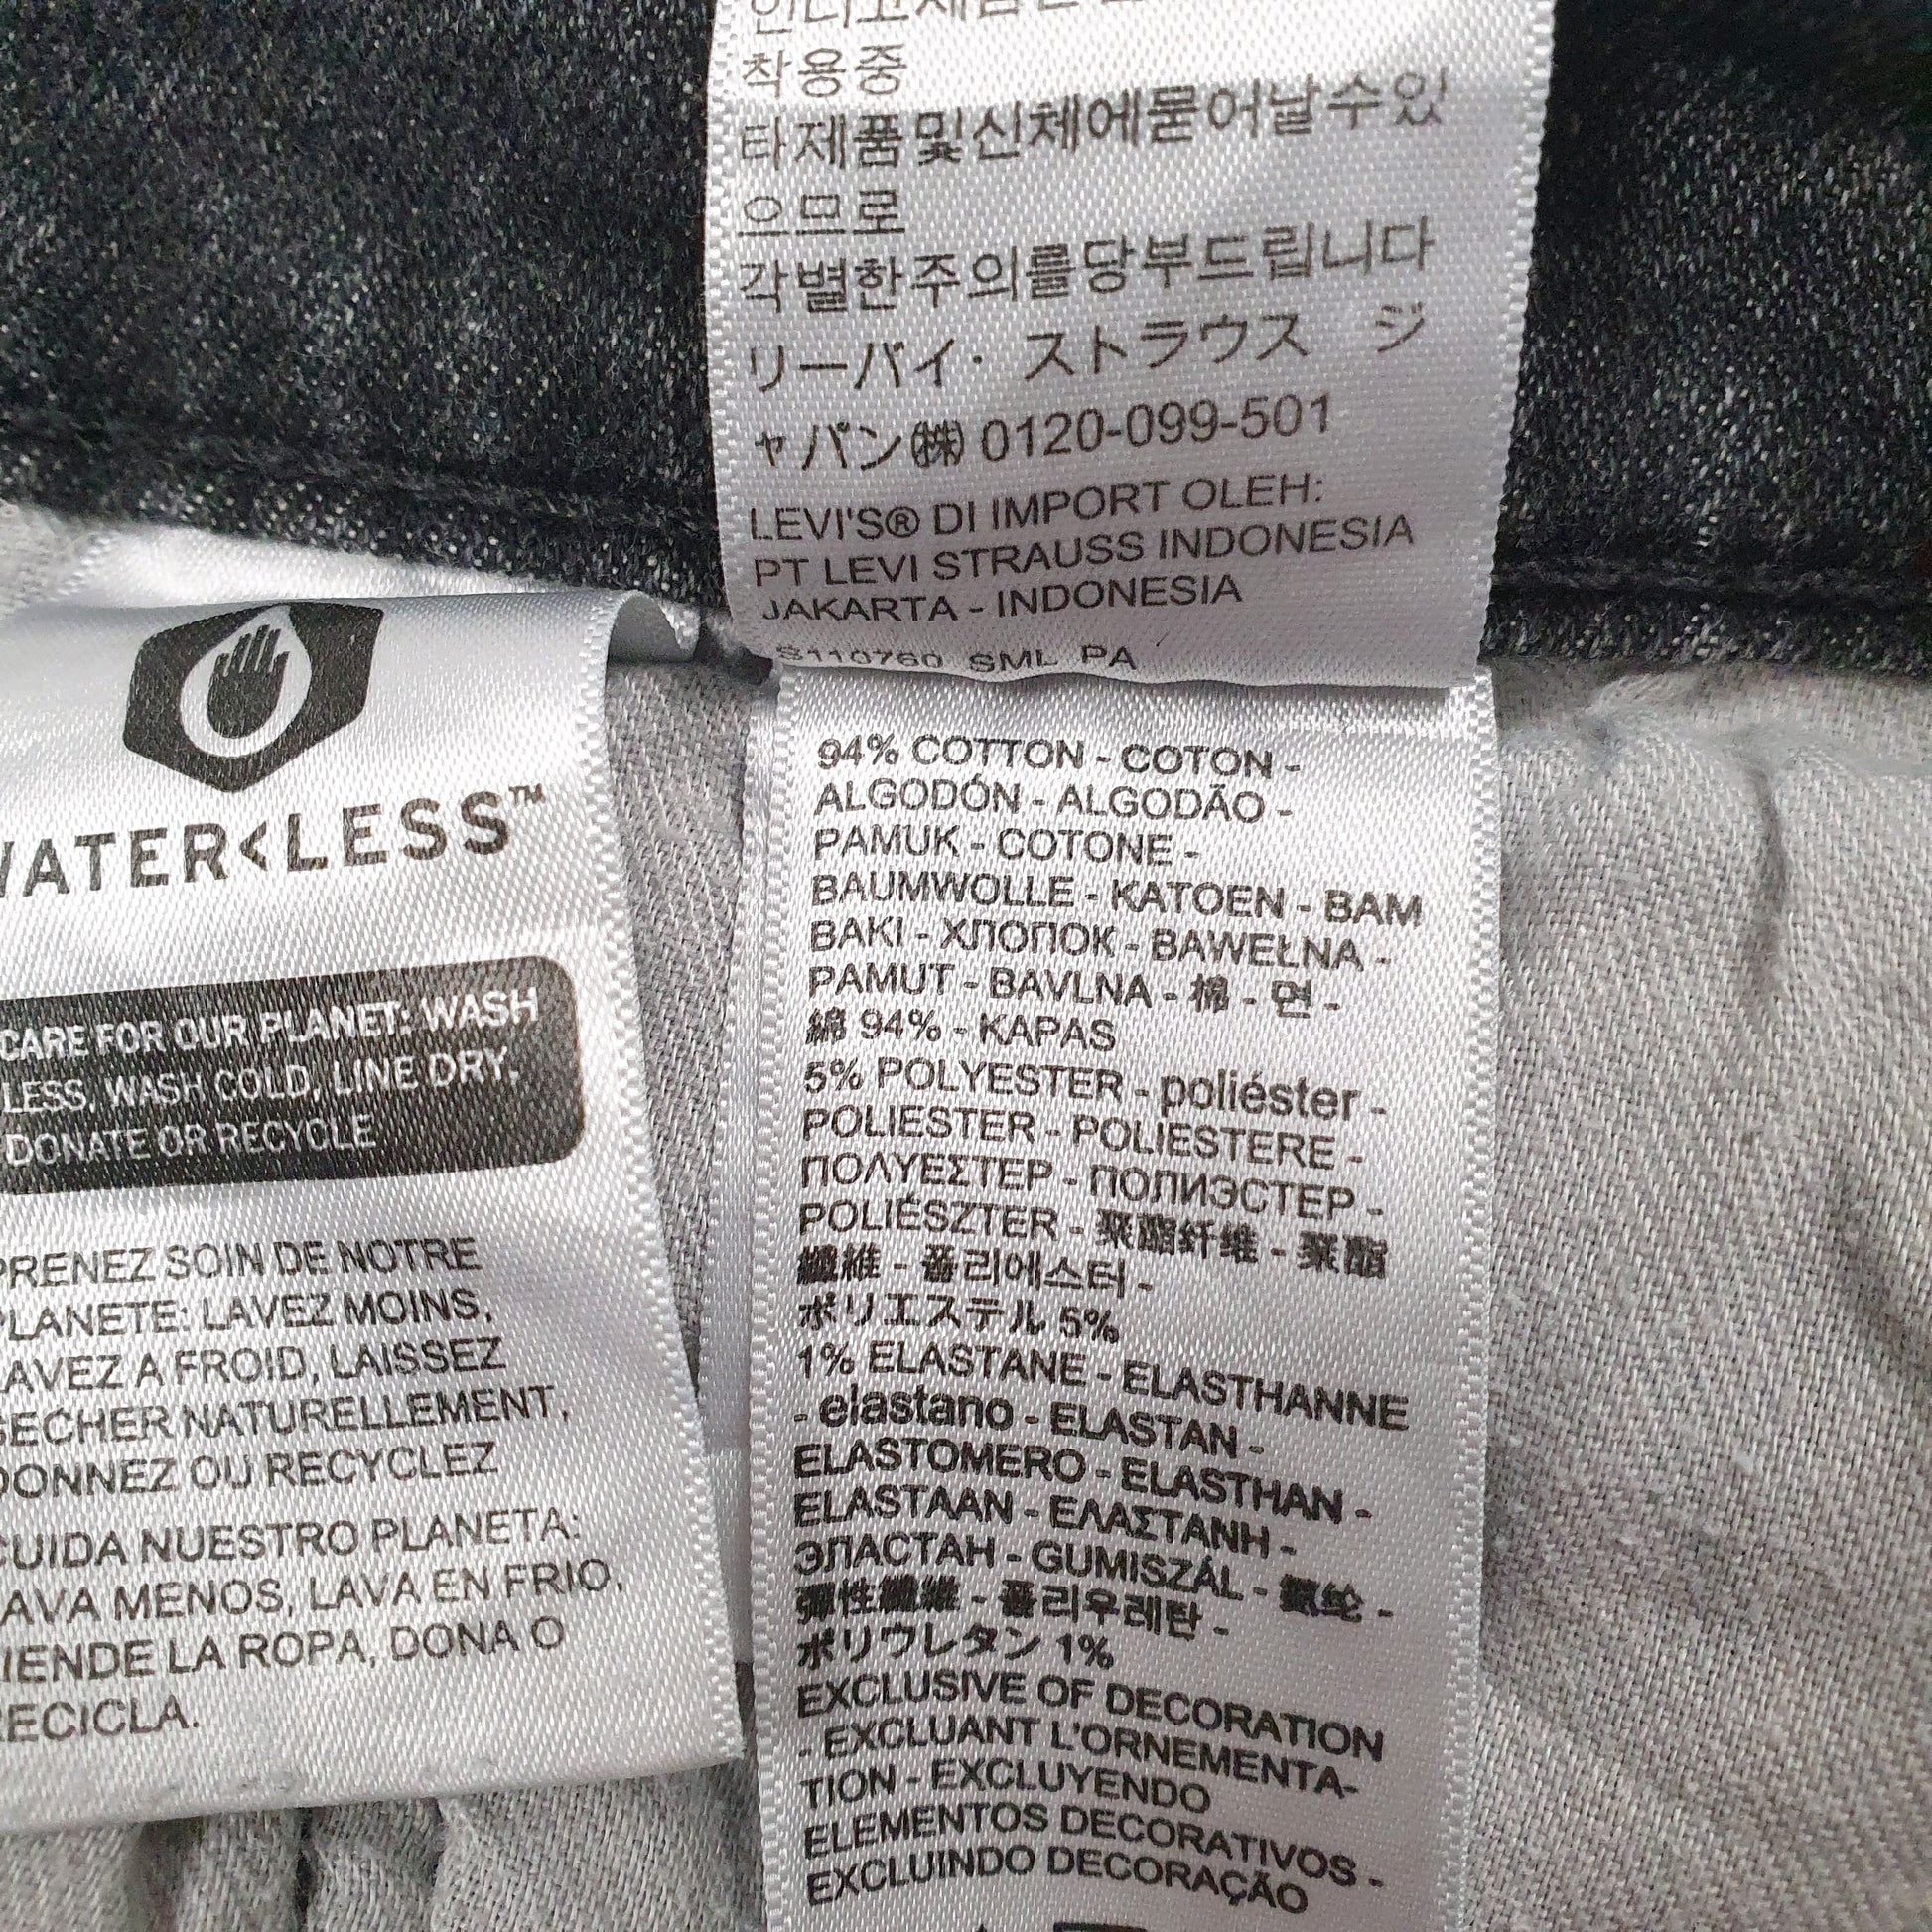 착용중
타제품및신체에묻어날수있
으므로
각별한주의를당부드립니다
リーバイ・ストラウス ジ
ャパン㈱ 0120-099-501
LEVI'S® DI IMPORT OLEH:
PT LEVI STRAUSS INDONESIA
JAKARTA - INDONESIA
S110760 SML PA
WATER<LESS™
CARE FOR OUR PLANET: WASH
LESS, WASH COLD, LINE DRY,
DONATE OR RECYCLE
PRENEZ SOIN DE NOTRE
PLANETE: LAVEZ MOINS,
LAVEZ A FROID, LAISSEZ
SECHER NATURELLEMENT,
DONNEZ OU RECYCLEZ
CUIDA NUESTRO PLANETA:
LAVA MENOS, LAVA EN FRIO,
TIENDE LA ROPA, DONA O
RECICLA.
94% COTTON - COTON -
ALGODÓN - ALGODÃO -
PAMUK - COTONE -
BAUMWOLLE - KATOEN - BAM
BAKI - ХЛОПОК - BAWEŁNA -
PAMUT - BAVLNA - 棉 - 면 -
綿 94% - KAPAS
5% POLYESTER - poliéster -
POLIESTER - POLIESTERE -
ΠΟΛΥΕΣΤΕΡ - ПОЛИЭСТЕР -
POLIÉSZTER - 聚酯纤维 - 聚酯
纖維 - 폴리에스터 -
ポリエステル 5%
1% ELASTANE - ELASTHANNE
- elastano - ELASTAN -
ELASTOMERO - ELASTHAN -
ELASTAAN - ΕΛΑΣΤΑΝΗ -
ЭЛАСТАН - GUMISZÁL - 氨纶 -
彈性纖維 - 폴리우레탄 -
ポリウレタン 1%
EXCLUSIVE OF DECORATION
- EXCLUANT L'ORNEMENTA-
TION - EXCLUYENDO
ELEMENTOS DECORATIVOS -
EXCLUINDO DECORAÇÃO